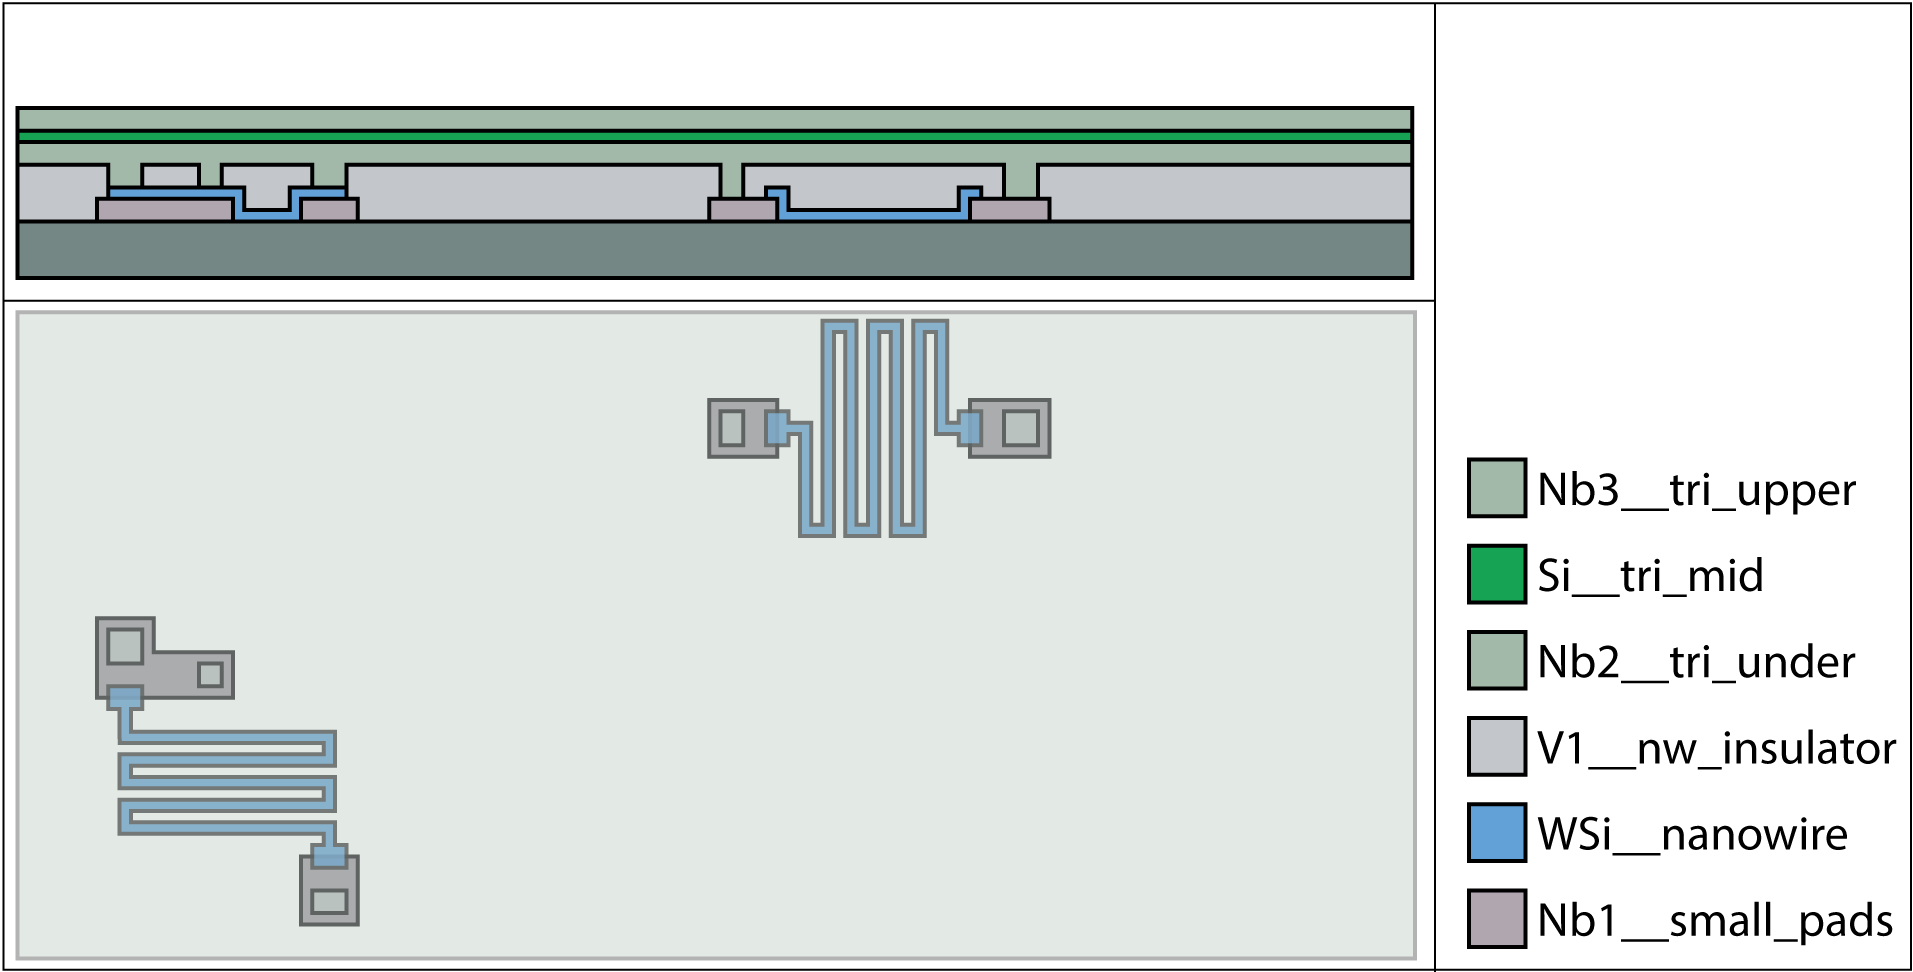 Nb3__tri_upper
Si__tri_mid
Nb2__tri_under
V1__nw_insulator
WSi__nanowire
Nb1__small_pads